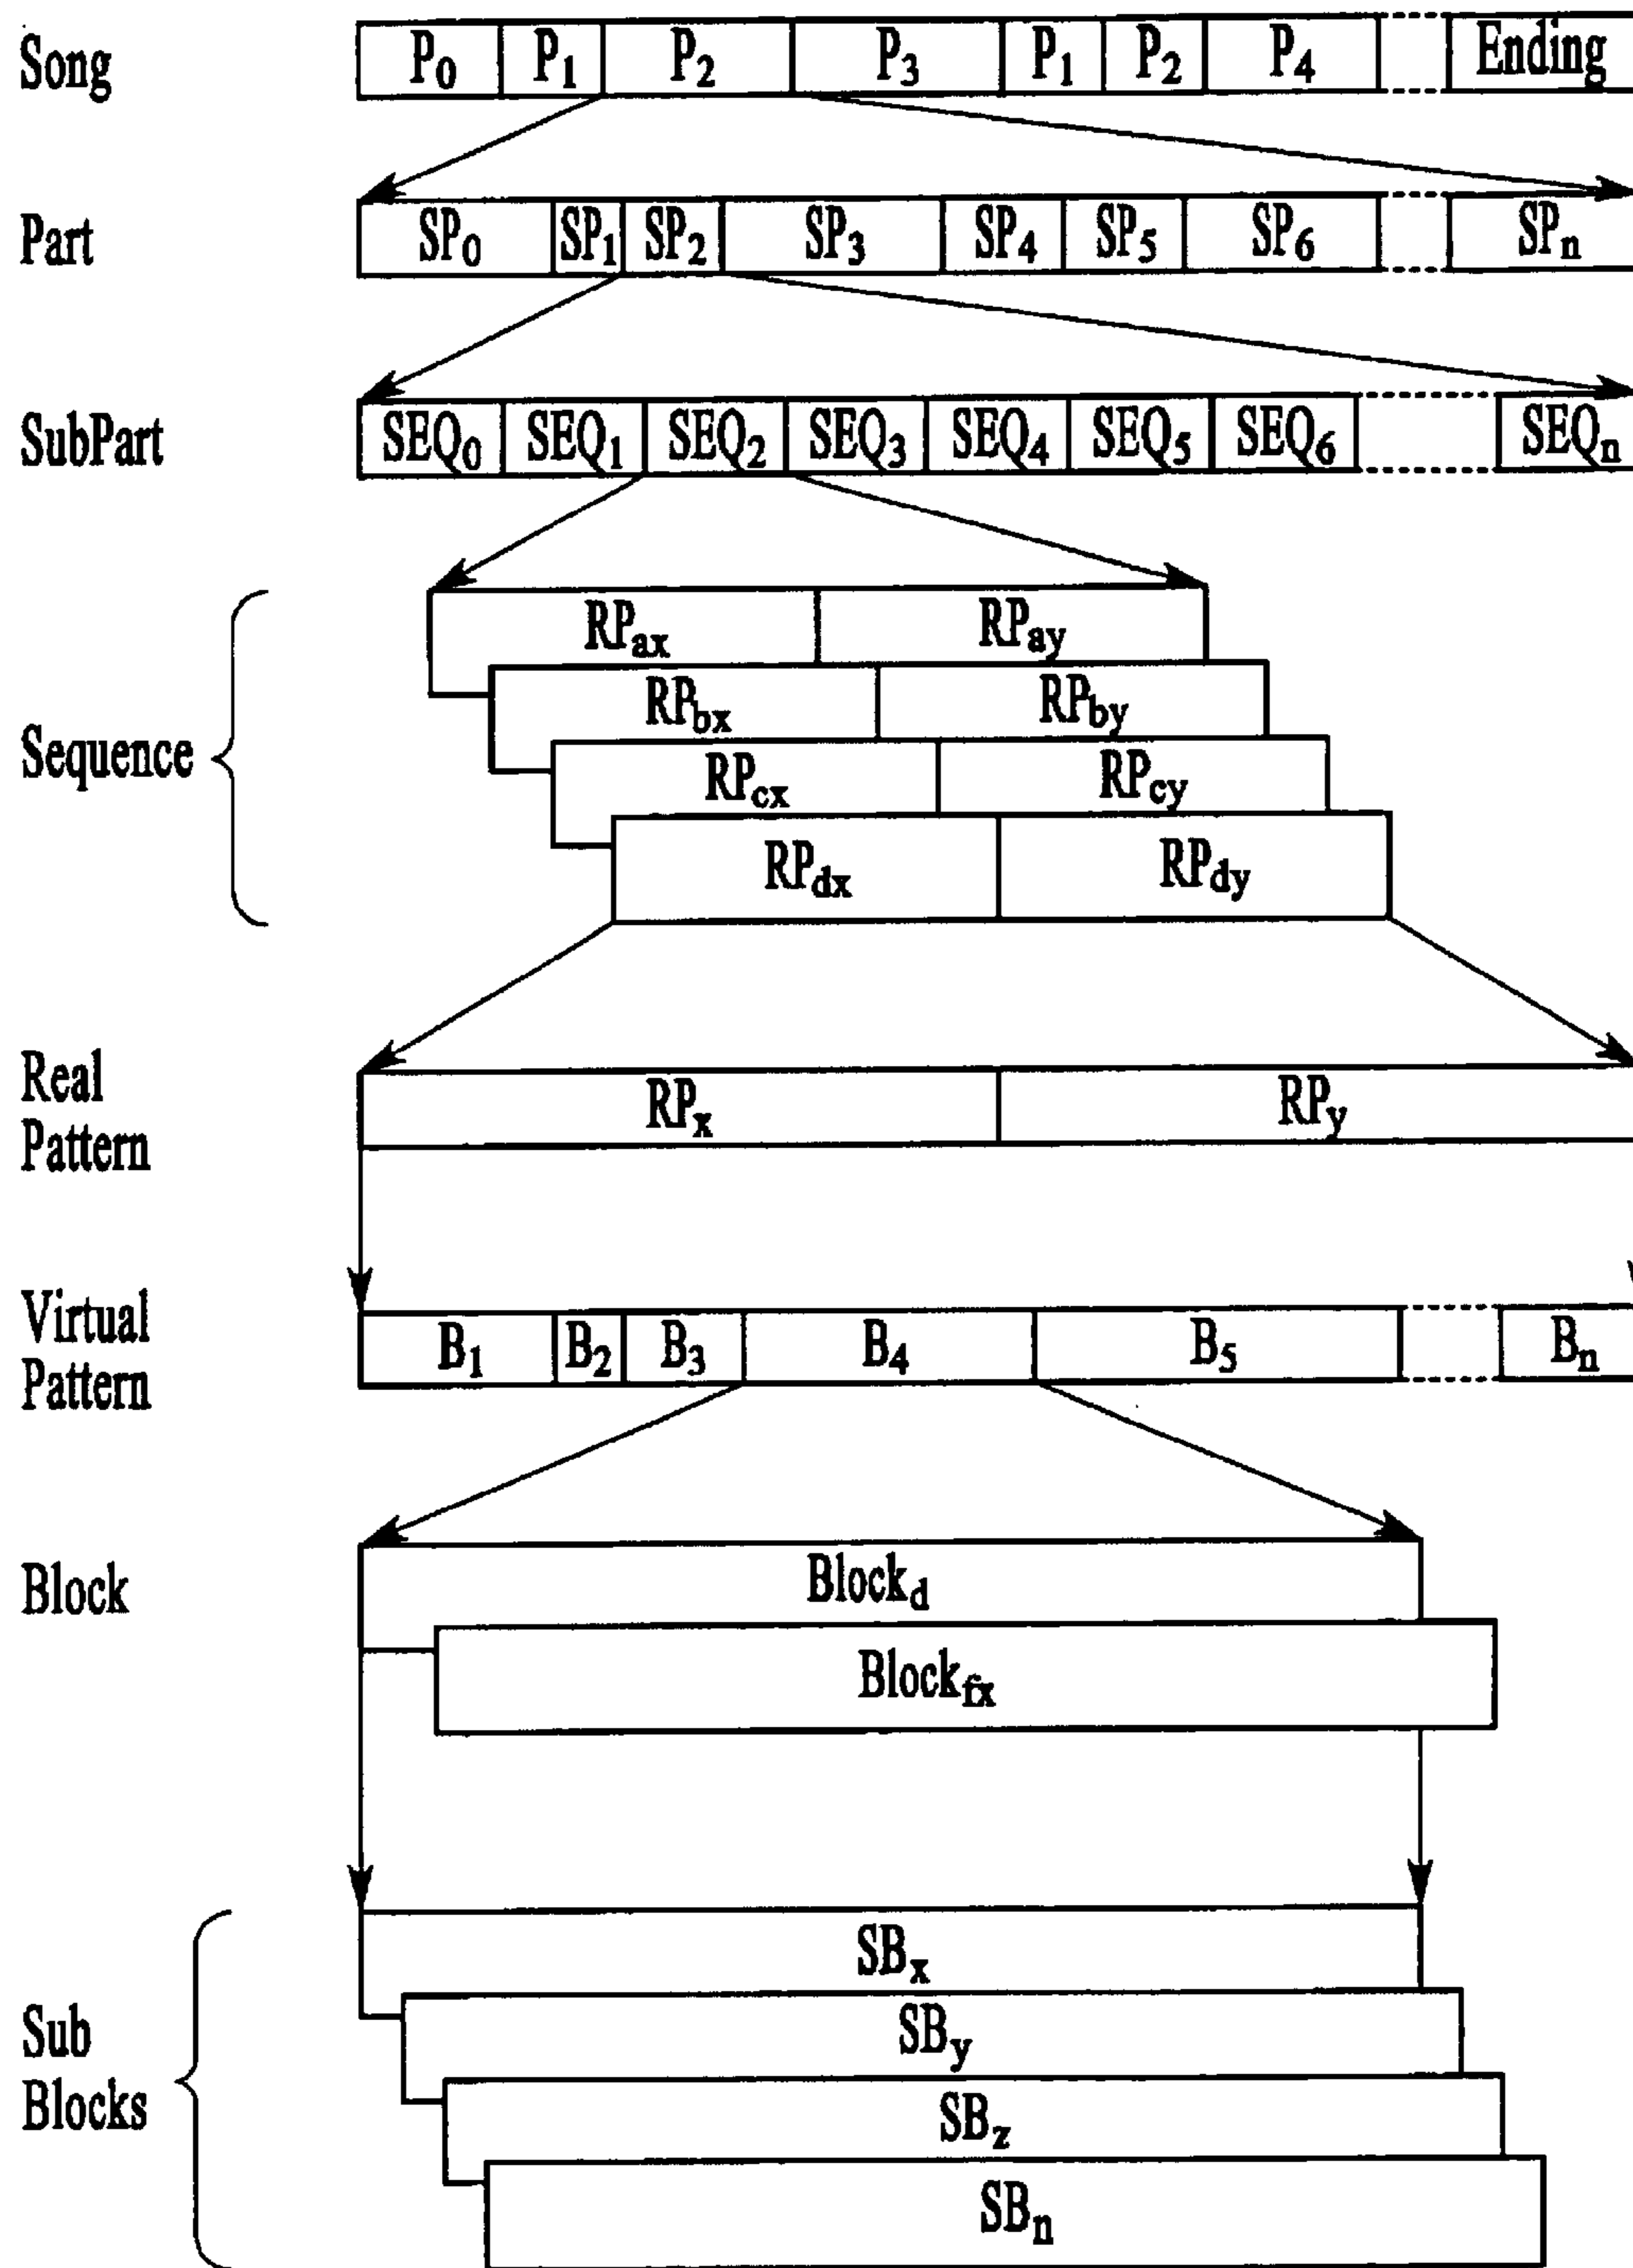 Song P₀ P₁ P₂ P₃ P₁ P₂ P₄ Ending
Part SP₀ SP₁ SP₂ SP₃ SP₄ SP₅ SP₆ SPₙ
SubPart SEQ₀ SEQ₁ SEQ₂ SEQ₃ SEQ₄ SEQ₅ SEQ₆ SEQₙ
RPax RPay
RPbx RPby
Sequence
RPcx RPcy
RPdx RPdy
Real
Pattern
RPx RPy
Virtual
Pattern
B₁ B₂ B₃ B₄ B₅ Bₙ
Block
Blockd
Blockfx
SBx
Sub
Blocks
SBy
SBz
SBn